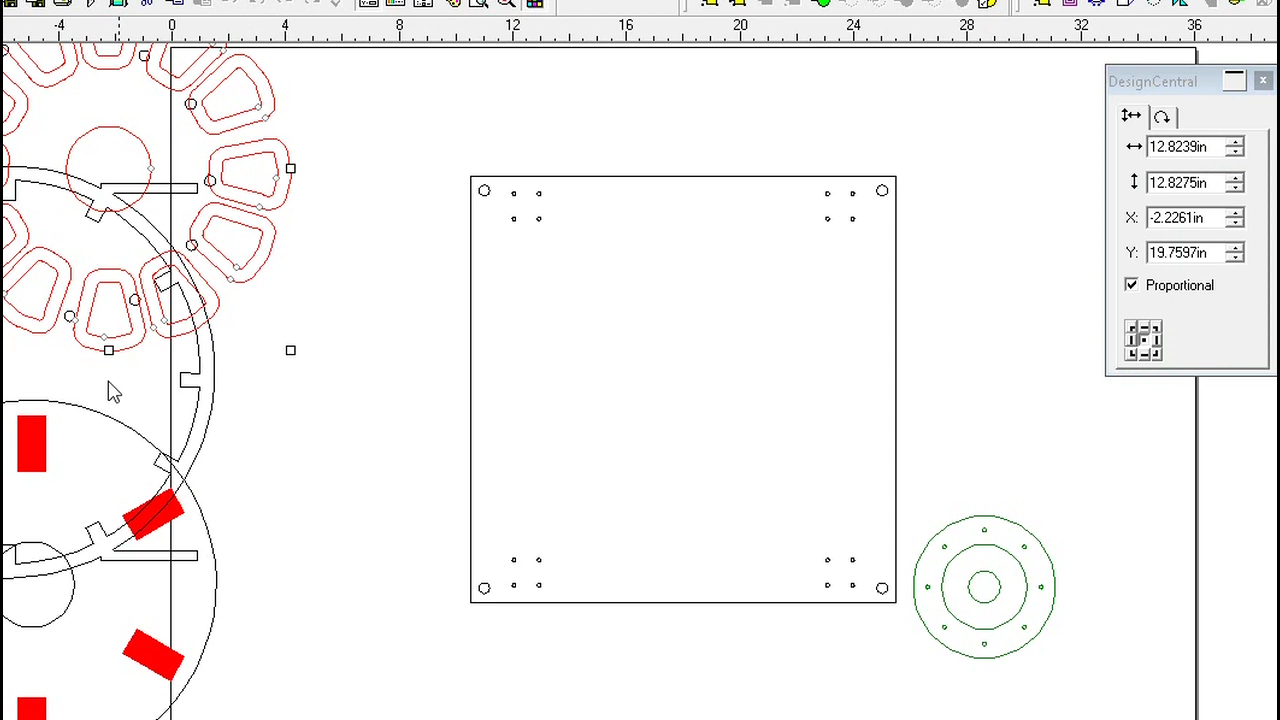 -4 0 4 8 12 16 20 24 28 32 36
DesignCentral
12.8239in
12.8275in
X: -2.2261in
Y: 19.7597in
Proportional